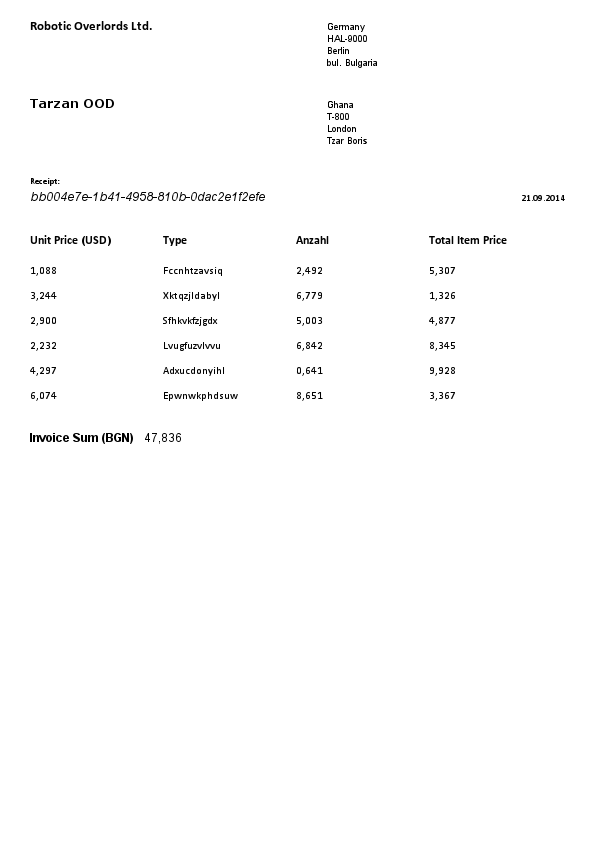 Robotic Overlords Ltd.
Germany
HAL-9000
Berlin
bul. Bulgaria
Tarzan OOD
Ghana
T-800
London
Tzar Boris
Receipt:
bb004e7e-1b41-4958-810b-0dac2e1f2efe
21.09.2014
Unit Price (USD) Type Anzahl Total Item Price
1,088 Fccnhtzavsiq 2,492 5,307
3,244 Xktqzjldabyl 6,779 1,326
2,900 Sfhkvkfzjgdx 5,003 4,877
2,232 Lvugfuzvlvvu 6,842 8,345
4,297 Adxucdonyihl 0,641 9,928
6,074 Epwnwkphdsuw 8,651 3,367
Invoice Sum (BGN) 47,836